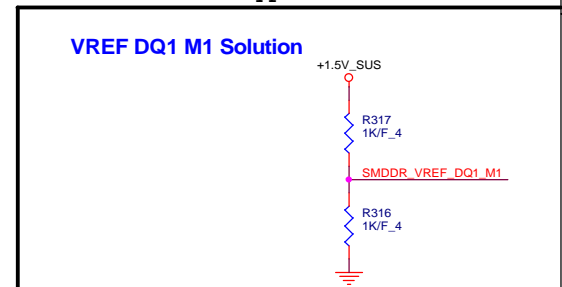 VREF DQ1 M1 Solution
+1.5V_SUS
R317
1K/F_4
SMDDR_VREF_DQ1_M1
R316
1K/F_4